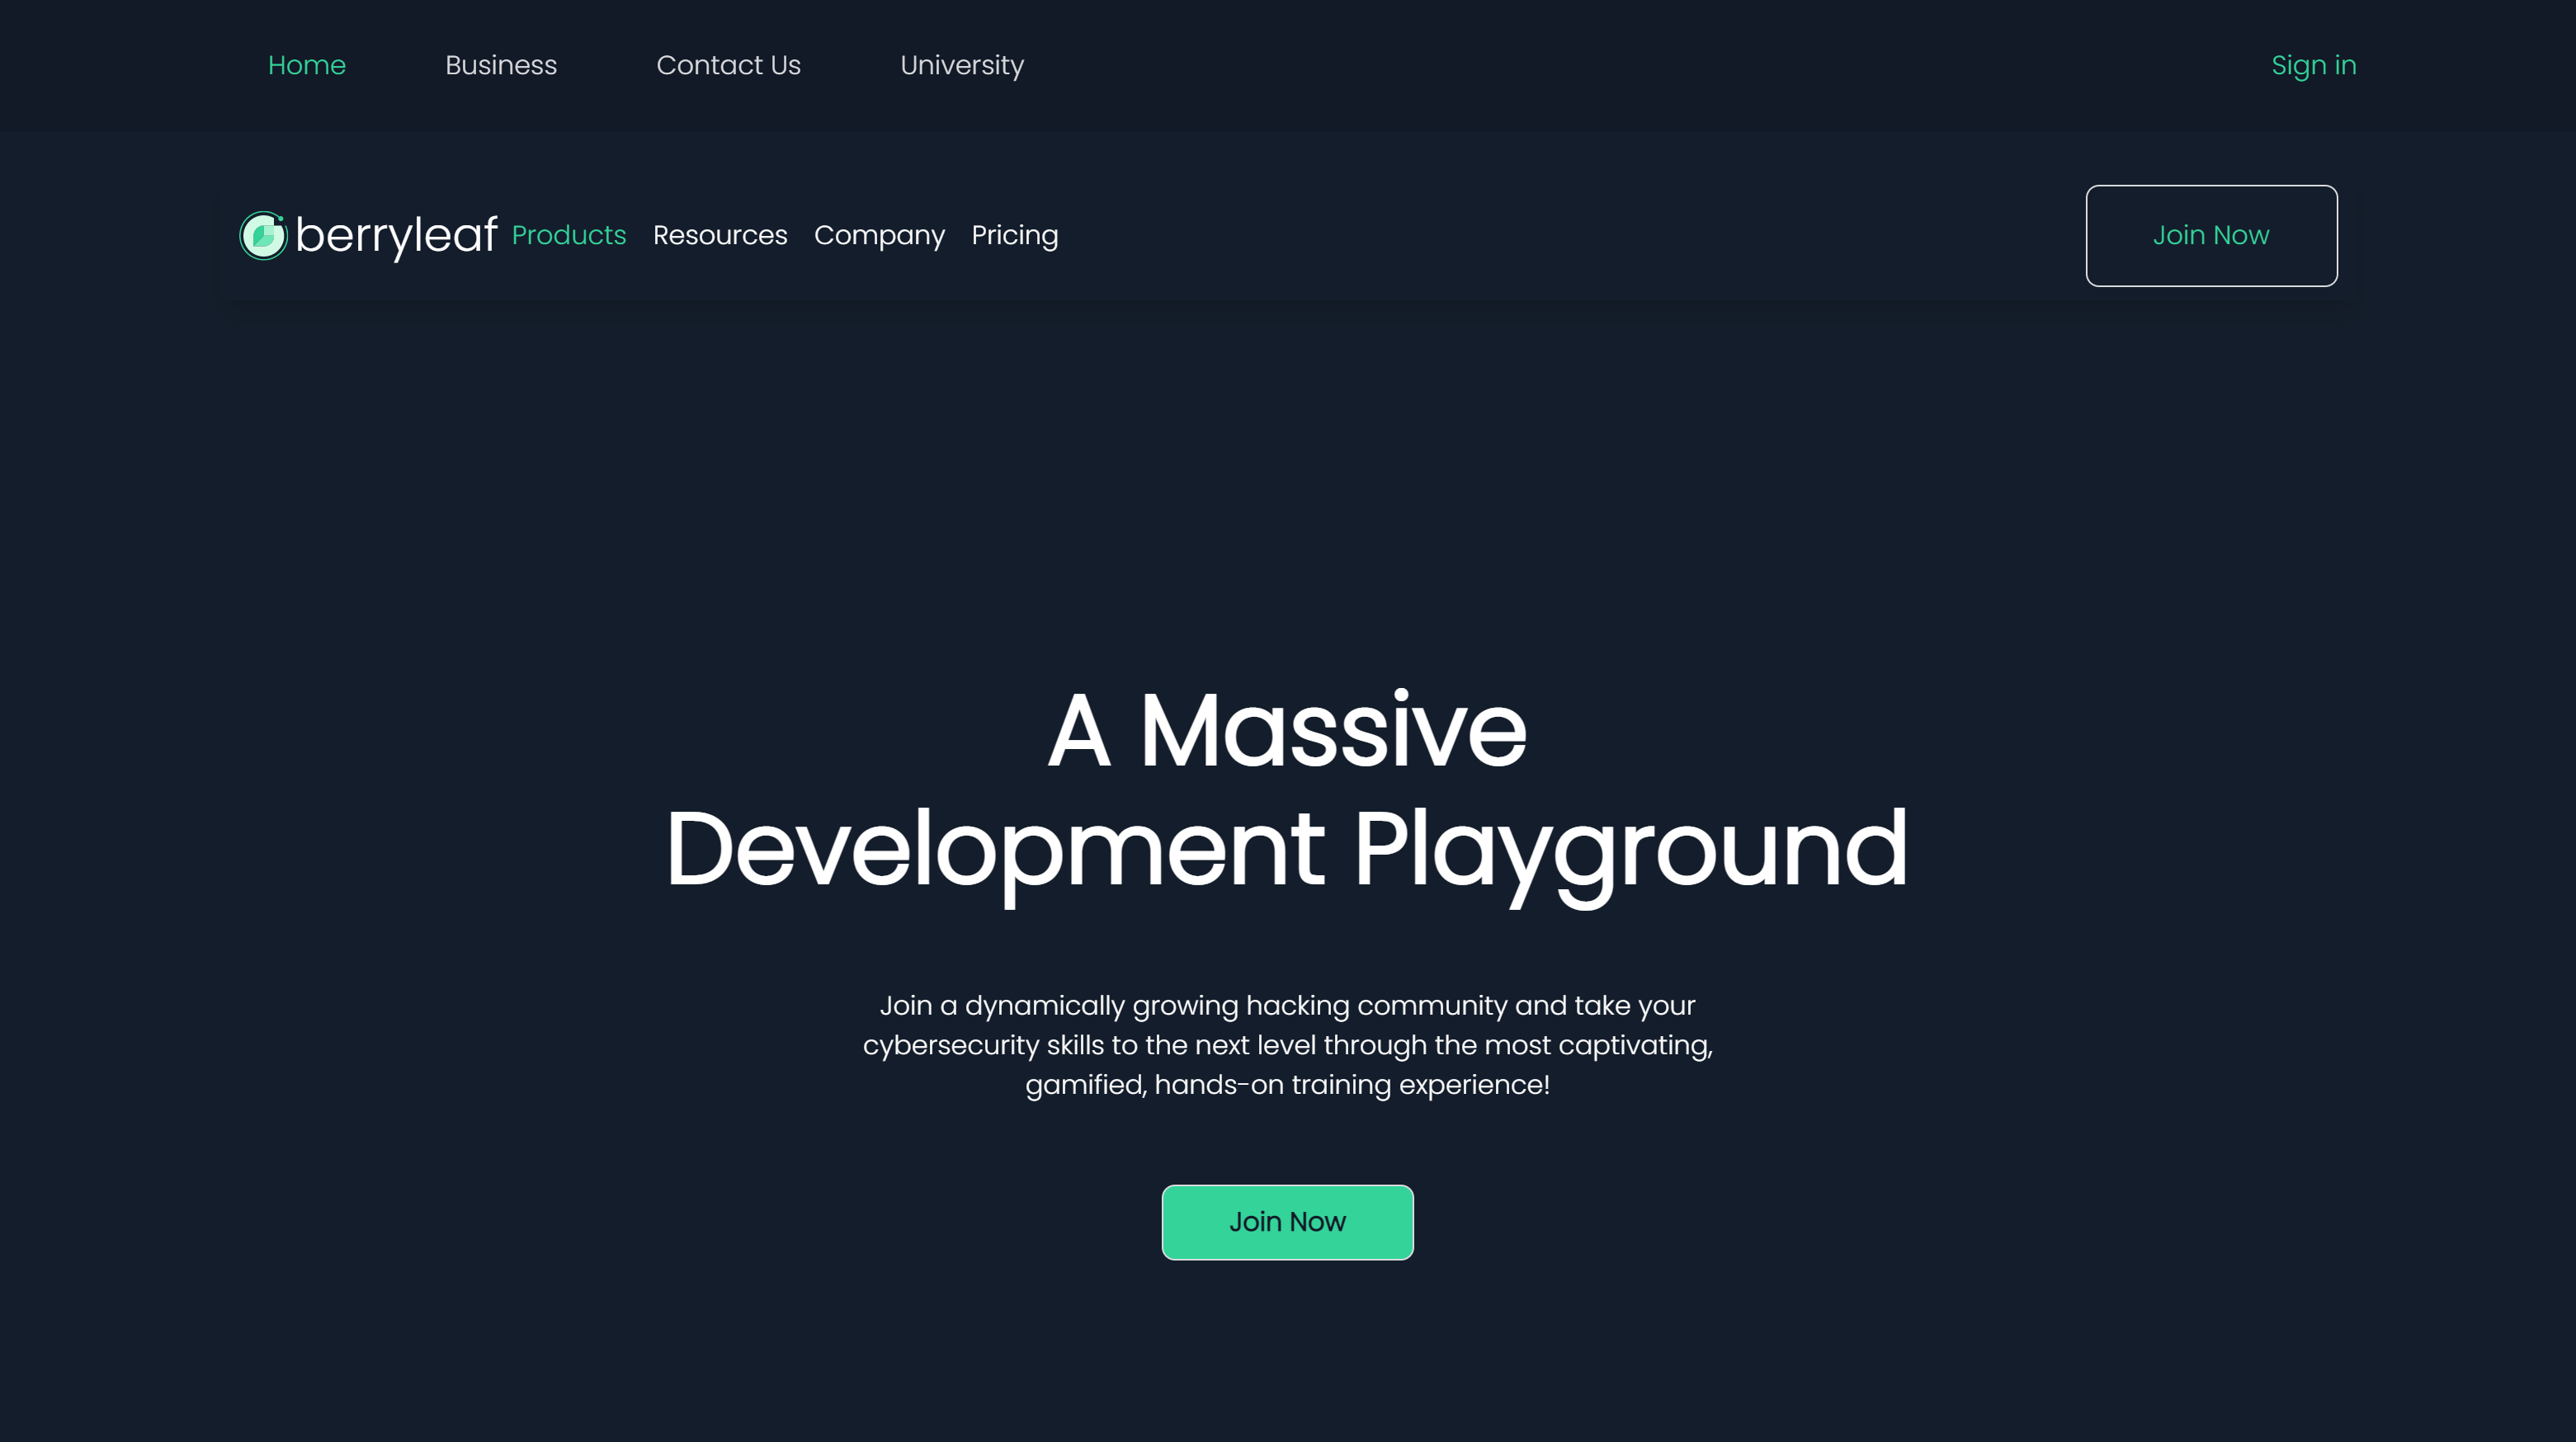 Home Business Contact Us University Sign in
berryleaf Products Resources Company Pricing Join Now
A Massive
Development Playground
Join a dynamically growing hacking community and take your
cybersecurity skills to the next level through the most captivating,
gamified, hands-on training experience!
Join Now